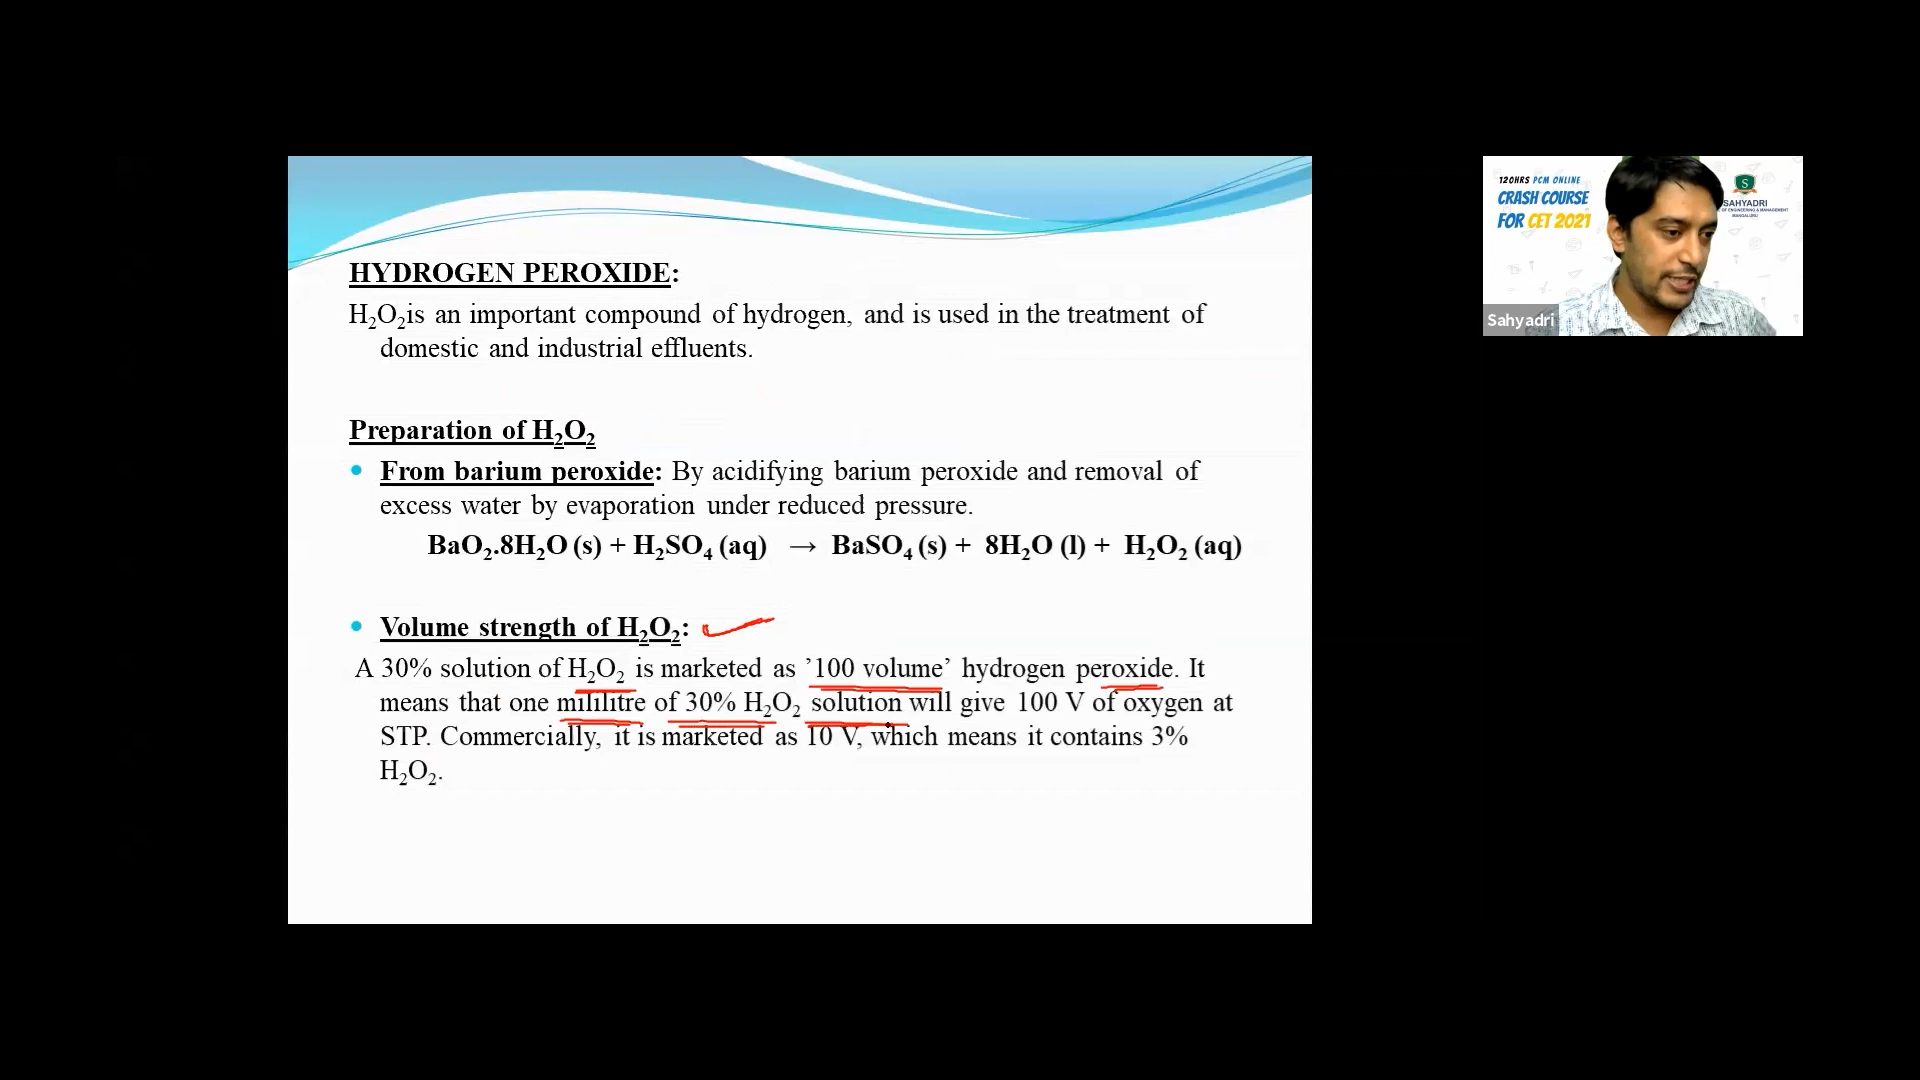 HYDROGEN PEROXIDE:
H₂O₂is an important compound of hydrogen, and is used in the treatment of
domestic and industrial effluents.
Preparation of H₂O₂
• From barium peroxide: By acidifying barium peroxide and removal of
excess water by evaporation under reduced pressure.
BaO₂.8H₂O (s) + H₂SO₄ (aq) → BaSO₄ (s) + 8H₂O (l) + H₂O₂ (aq)
• Volume strength of H₂O₂:
A 30% solution of H₂O₂ is marketed as ’100 volume’ hydrogen peroxide. It
means that one mililitre of 30% H₂O₂ solution will give 100 V of oxygen at
STP. Commercially, it is marketed as 10 V, which means it contains 3%
H₂O₂.
120HRS PCM ONLINE
CRASH COURSE
FOR CET 2021
S
SAHYADRI
OF ENGINEERING & MANAGEMENT
MANGALURU
Sahyadri